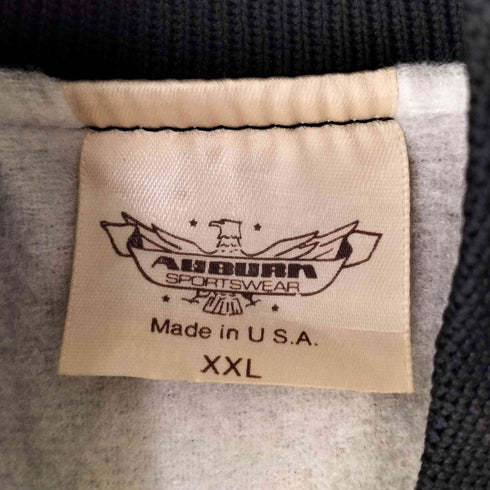 AUBURN
SPORTSWEAR
Made in U S.A.
XXL